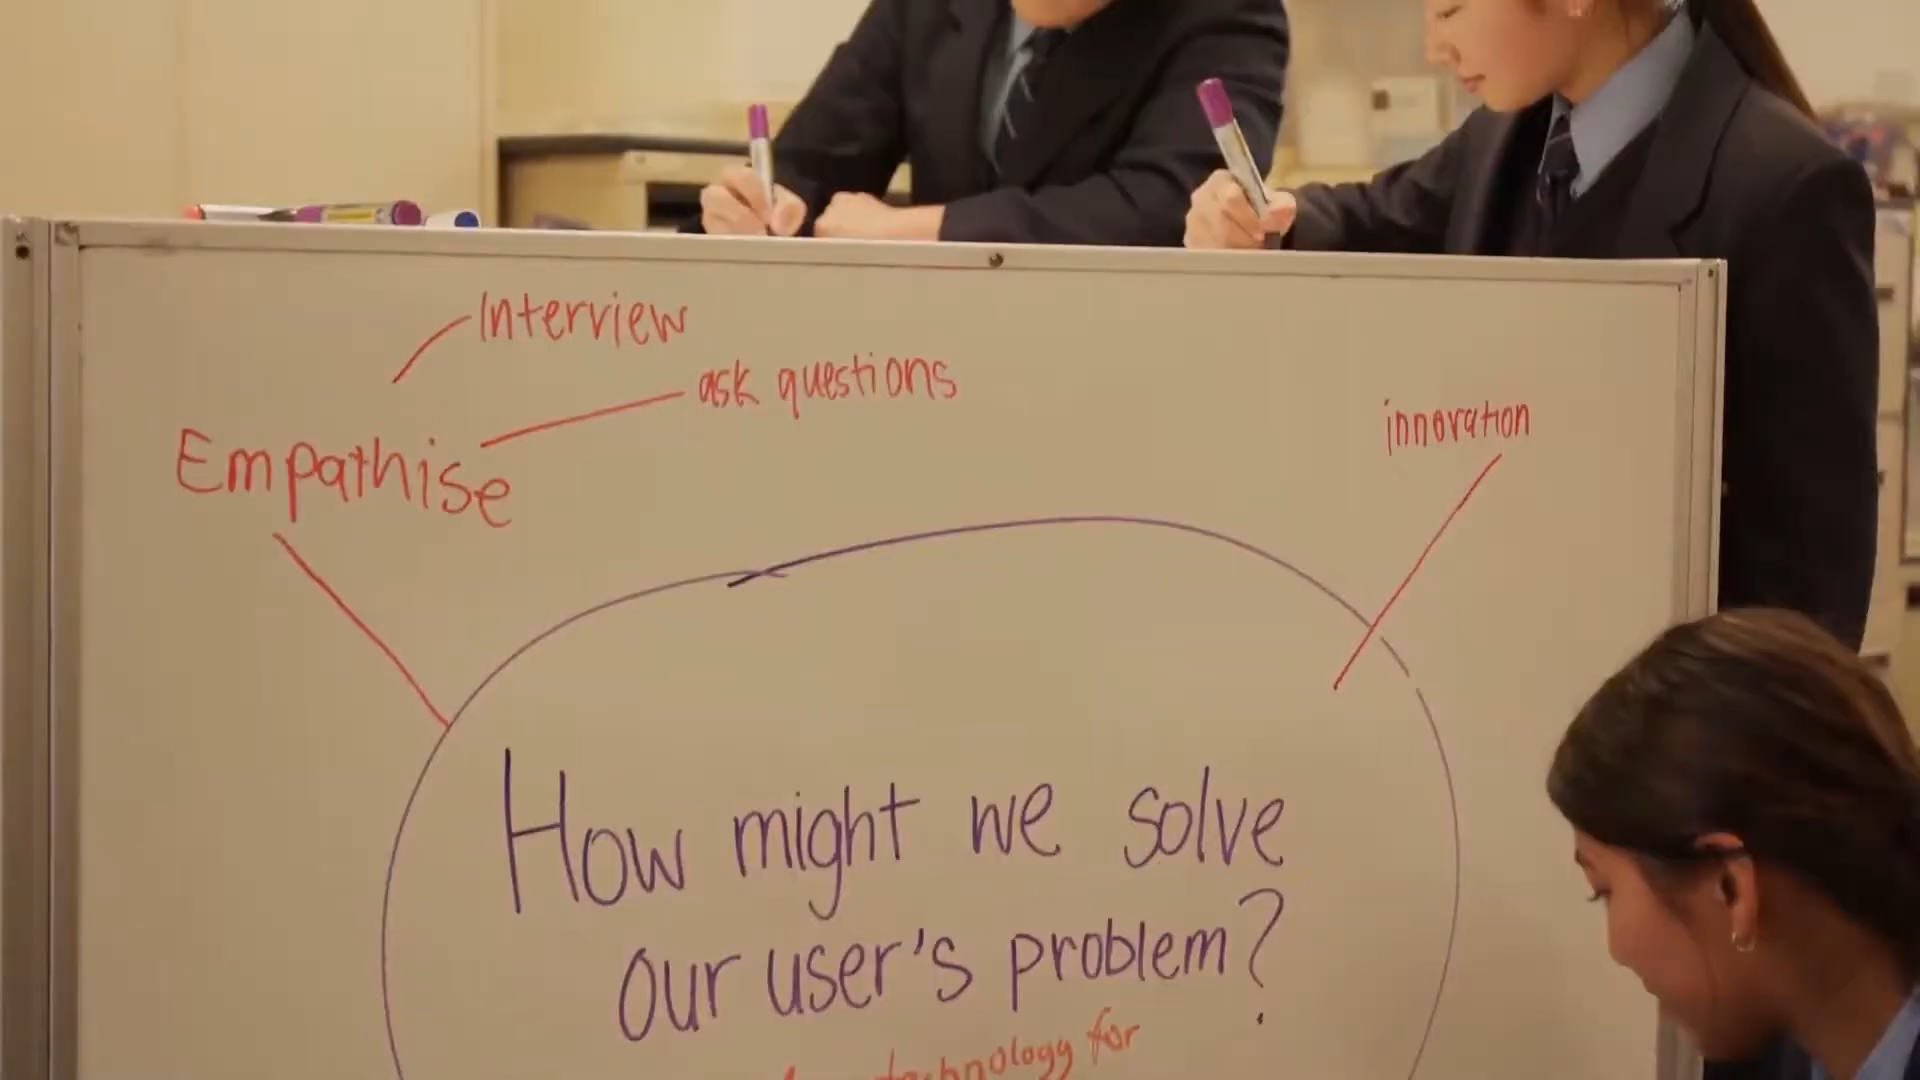 Interview
ask questions
Empathise
innovation
How might we solve
our user's problem?
technology for